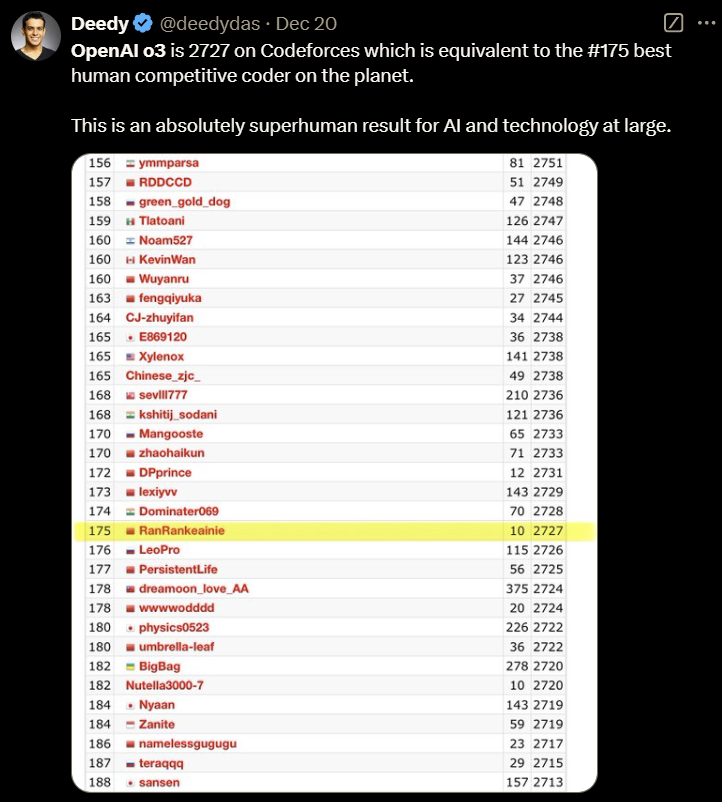 Deedy @deedydas · Dec 20
OpenAI o3 is 2727 on Codeforces which is equivalent to the #175 best
human competitive coder on the planet.
This is an absolutely superhuman result for AI and technology at large.
156 ymmparsa 81 2751
157 RDDCCD 51 2749
158 green_gold_dog 47 2748
159 Tlatoani 126 2747
160 Noam527 144 2746
160 KevinWan 123 2746
160 Wuyanru 37 2746
163 fengqiyuka 27 2745
164 CJ-zhuyifan 34 2744
165 E869120 36 2738
165 Xylenox 141 2738
165 Chinese_zjc_ 49 2738
168 sevlll777 210 2736
168 kshitij_sodani 121 2736
170 Mangooste 65 2733
170 zhaohaikun 71 2733
172 DPprince 12 2731
173 lexiyvv 143 2729
174 Dominater069 70 2728
175 RanRankeainie 10 2727
176 LeoPro 115 2726
177 PersistentLife 56 2725
178 dreamoon_love_AA 375 2724
178 wwwwodddd 20 2724
180 physics0523 226 2722
180 umbrella-leaf 36 2722
182 BigBag 278 2720
182 Nutella3000-7 10 2720
184 Nyaan 143 2719
184 Zanite 59 2719
186 namelessgugugu 23 2717
187 teraqqq 29 2715
188 sansen 157 2713